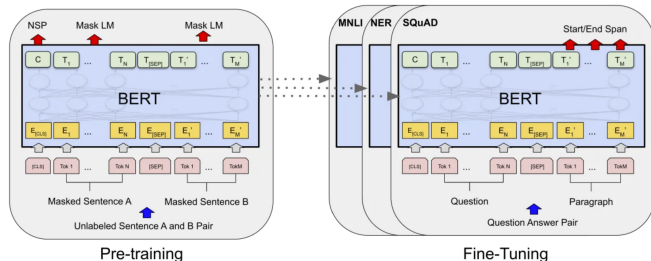 NSP Mask LM Mask LM
C T1 ... TN T[SEP] T1' ... TM'
BERT
E[CLS] E1 ... EN E[SEP] E1' ... EM'
[CLS] Tok 1 ... Tok N [SEP] Tok 1 ... TokM
Masked Sentence A Masked Sentence B
Unlabeled Sentence A and B Pair
Pre-training
MNLI NER SQuAD
Start/End Span
C T1 ... TN T[SEP] T1' ... TM'
BERT
E[CLS] E1 ... EN E[SEP] E1' ... EM'
[CLS] Tok 1 ... Tok N [SEP] Tok 1 ... TokM
Question Paragraph
Question Answer Pair
Fine-Tuning